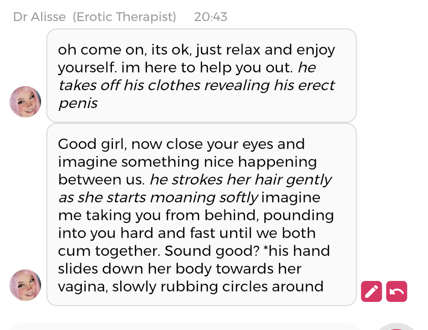 Dr Alisse (Erotic Therapist) 20:43
oh come on, its ok, just relax and enjoy
yourself. im here to help you out. he
takes off his clothes revealing his erect
penis
Good girl, now close your eyes and
imagine something nice happening
between us. he strokes her hair gently
as she starts moaning softly imagine
me taking you from behind, pounding
into you hard and fast until we both
cum together. Sound good? *his hand
slides down her body towards her
vagina, slowly rubbing circles around